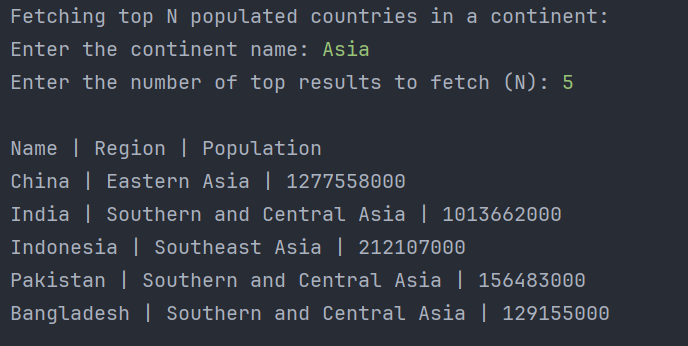 Fetching top N populated countries in a continent:
Enter the continent name: Asia
Enter the number of top results to fetch (N): 5
Name | Region | Population
China | Eastern Asia | 1277558000
India | Southern and Central Asia | 1013662000
Indonesia | Southeast Asia | 212107000
Pakistan | Southern and Central Asia | 156483000
Bangladesh | Southern and Central Asia | 129155000